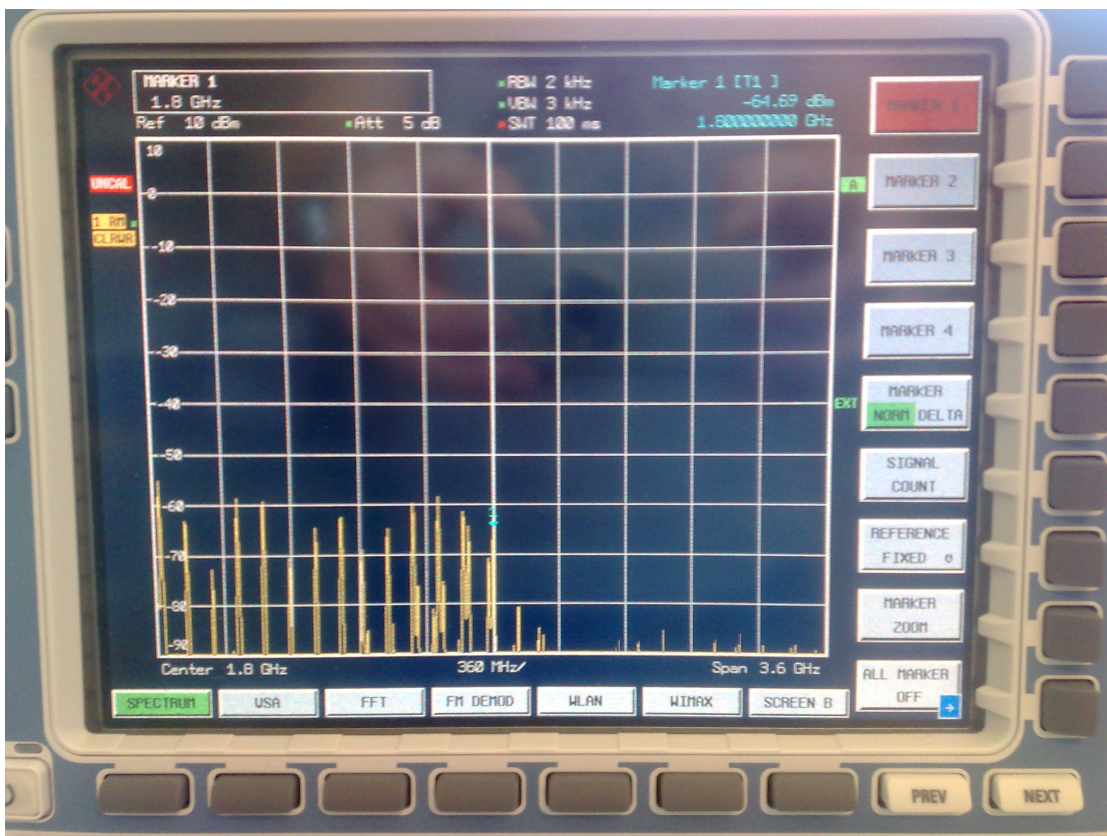 MARKER 1
1.8 GHz
*RBW 2 kHz
*VBW 3 kHz
Ref 10 dBm
*Att 5 dB
*SWT 100 ms
Marker 1 [T1 ]
-64.69 dBm
1.800000000 GHz
UNCAL
1 RM *
CLRWR
10
0
-10
-20
-30
-40
-50
-60
-70
-80
-90
1
A
EXT
Center 1.8 GHz
360 MHz/
Span 3.6 GHz
MARKER 1
MARKER 2
MARKER 3
MARKER 4
MARKER
NORM DELTA
SIGNAL
COUNT
REFERENCE
FIXED
MARKER
ZOOM
ALL MARKER
OFF
SPECTRUM
VSA
FFT
FM DEMOD
WLAN
WIMAX
SCREEN B
PREV
NEXT